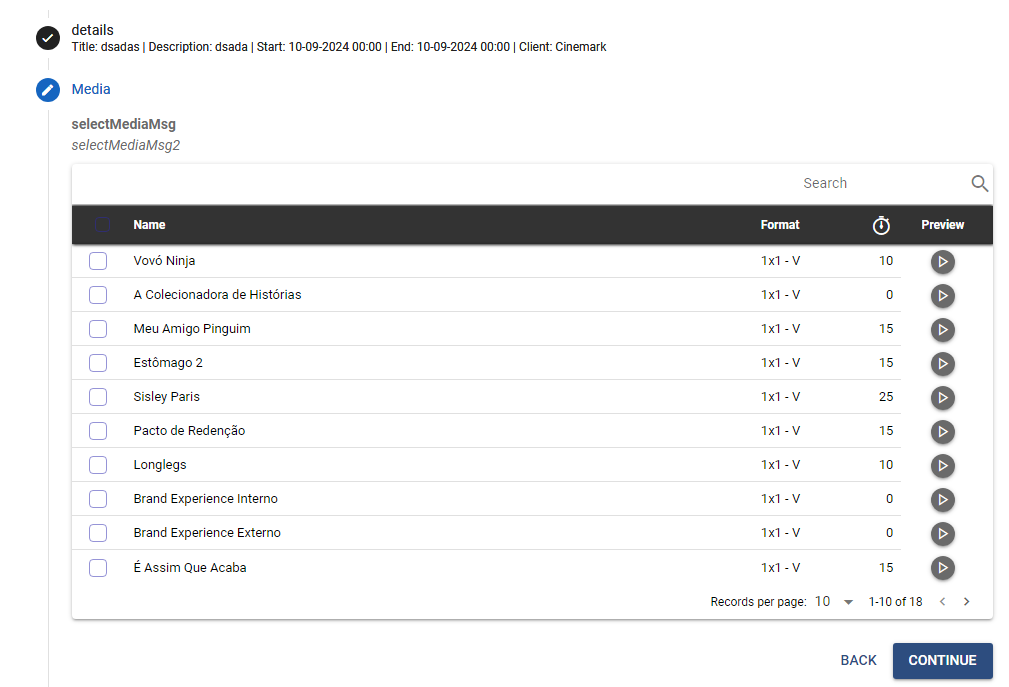 details
Title: dsadas | Description: dsada | Start: 10-09-2024 00:00 | End: 10-09-2024 00:00 | Client: Cinemark
Media
selectMediaMsg
selectMediaMsg2
Search
Name Format Preview
Vovó Ninja 1x1 - V 10
A Colecionadora de Histórias 1x1 - V 0
Meu Amigo Pinguim 1x1 - V 15
Estômago 2 1x1 - V 15
Sisley Paris 1x1 - V 25
Pacto de Redenção 1x1 - V 15
Longlegs 1x1 - V 10
Brand Experience Interno 1x1 - V 0
Brand Experience Externo 1x1 - V 0
É Assim Que Acaba 1x1 - V 15
Records per page: 10 1-10 of 18
BACK CONTINUE